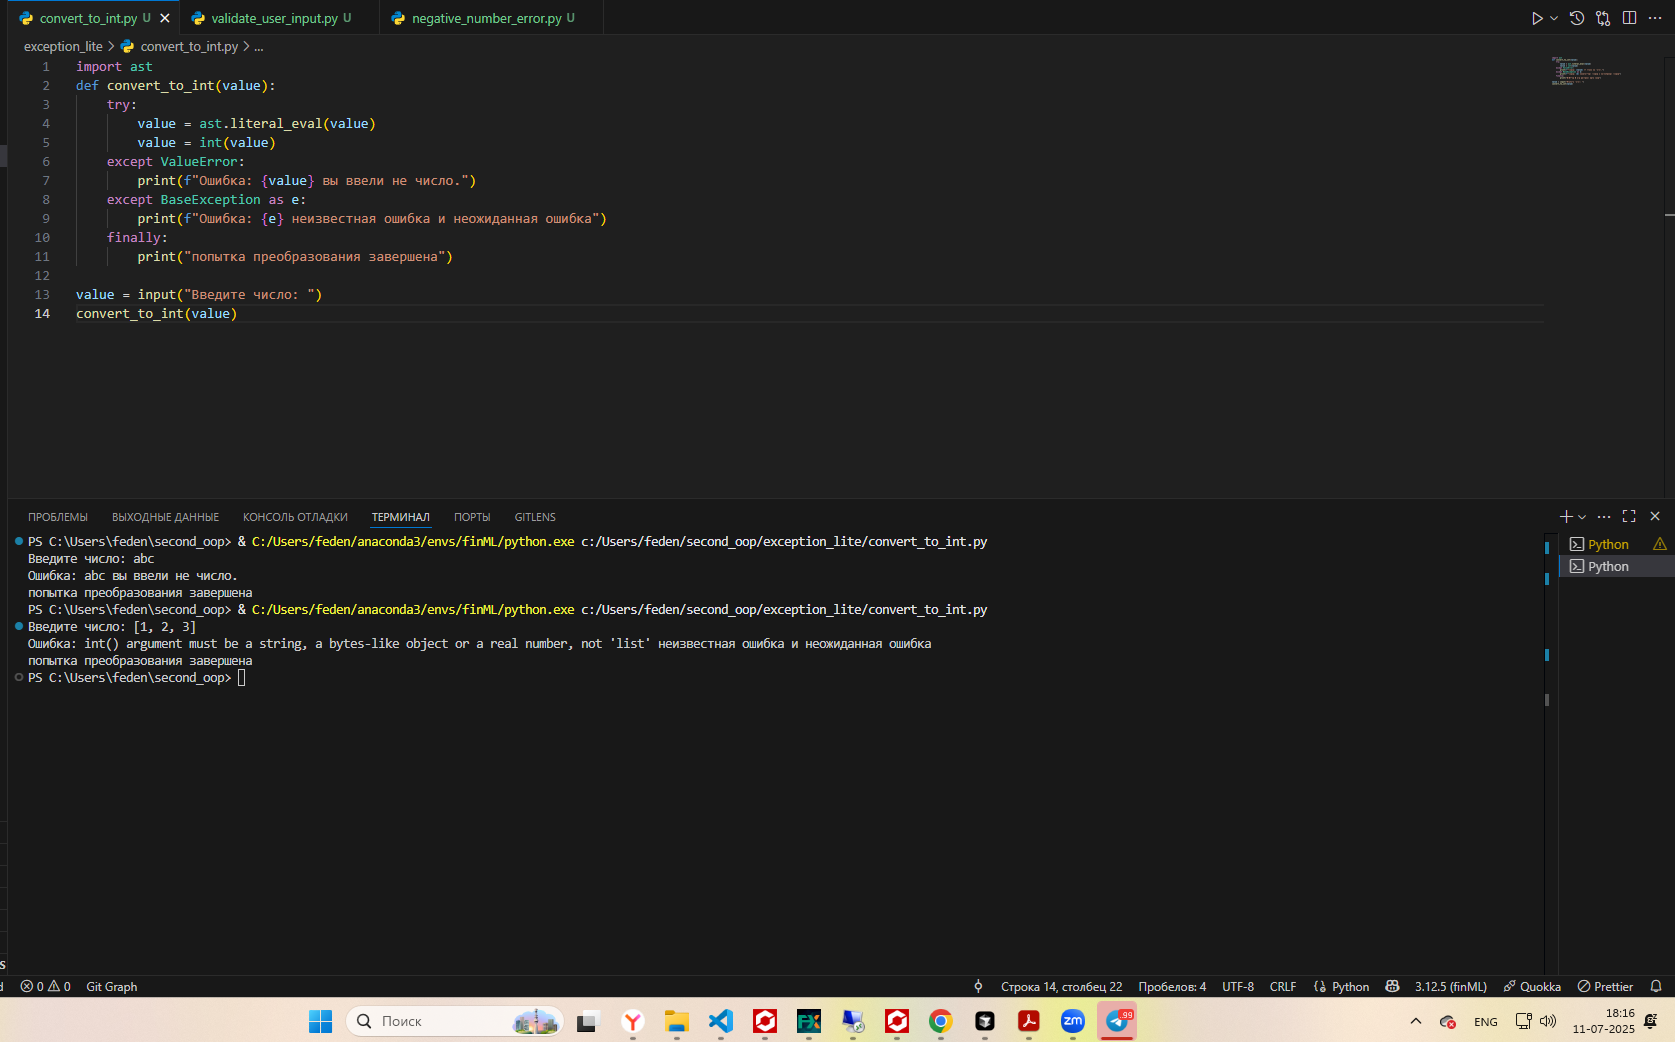 convert_to_int.py U
validate_user_input.py U
negative_number_error.py U
exception_lite > convert_to_int.py > ...
1 import ast
2 def convert_to_int(value):
3 try:
4 value = ast.literal_eval(value)
5 value = int(value)
6 except ValueError:
7 print(f"Ошибка: {value} вы ввели не число.")
8 except BaseException as e:
9 print(f"Ошибка: {e} неизвестная ошибка и неожиданная ошибка")
10 finally:
11 print("попытка преобразования завершена")
12
13 value = input("Введите число: ")
14 convert_to_int(value)
ПРОБЛЕМЫ ВЫХОДНЫЕ ДАННЫЕ КОНСОЛЬ ОТЛАДКИ ТЕРМИНАЛ ПОРТЫ GITLENS
PS C:\Users\feden\second_oop> & C:/Users/feden/anaconda3/envs/finML/python.exe c:/Users/feden/second_oop/exception_lite/convert_to_int.py
Введите число: abc
Ошибка: abc вы ввели не число.
попытка преобразования завершена
PS C:\Users\feden\second_oop> & C:/Users/feden/anaconda3/envs/finML/python.exe c:/Users/feden/second_oop/exception_lite/convert_to_int.py
Введите число: [1, 2, 3]
Ошибка: int() argument must be a string, a bytes-like object or a real number, not 'list' неизвестная ошибка и неожиданная ошибка
попытка преобразования завершена
PS C:\Users\feden\second_oop>
Python
Python
0 0 Git Graph
Строка 14, столбец 22 Пробелов: 4 UTF-8 CRLF Python 3.12.5 (finML) Quokka Prettier
Поиск
zm
99
ENG
18:16
11-07-2025